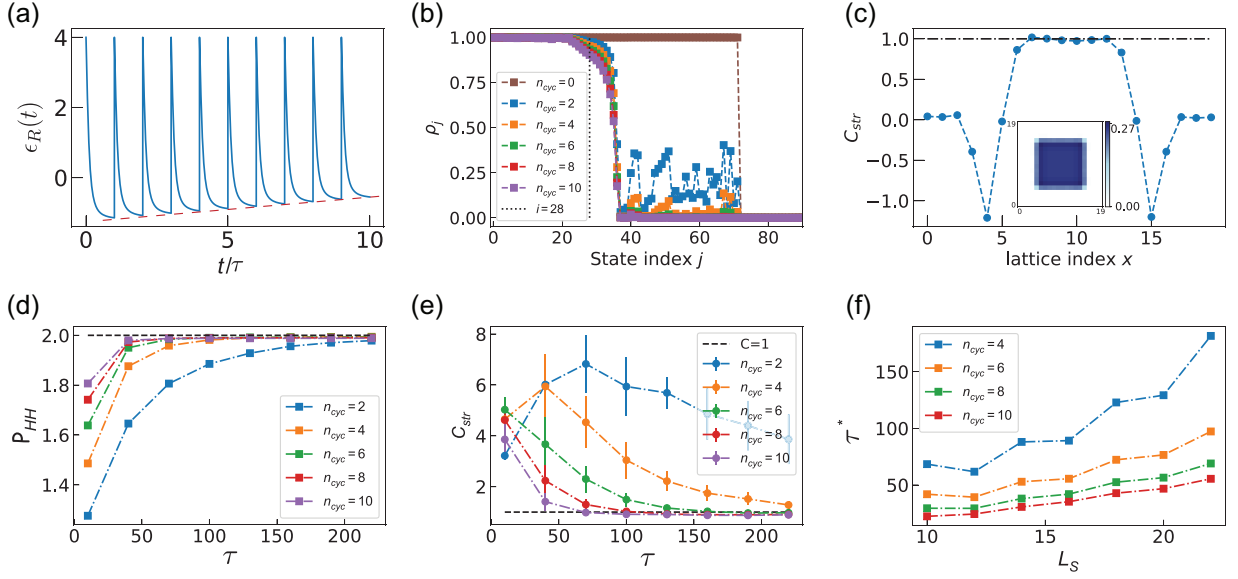 (a)
4
2
0
ϵ_R(t)
0
5
10
t/τ
(b)
1.00
0.75
0.50
0.25
0.00
ρ_j
n_cyc = 0
n_cyc = 2
n_cyc = 4
n_cyc = 6
n_cyc = 8
n_cyc = 10
i = 28
0
20
40
60
80
State index j
(c)
1.0
0.5
0.0
−0.5
−1.0
C_str
19
0
0
19
0.27
0.00
0
5
10
15
lattice index x
(d)
2.0
1.8
1.6
1.4
P_HH
n_cyc = 2
n_cyc = 4
n_cyc = 6
n_cyc = 8
n_cyc = 10
0
50
100
150
200
τ
(e)
8
6
4
2
C_str
C=1
n_cyc = 2
n_cyc = 4
n_cyc = 6
n_cyc = 8
n_cyc = 10
0
50
100
150
200
τ
(f)
150
100
50
τ*
n_cyc = 4
n_cyc = 6
n_cyc = 8
n_cyc = 10
10
15
20
L_S